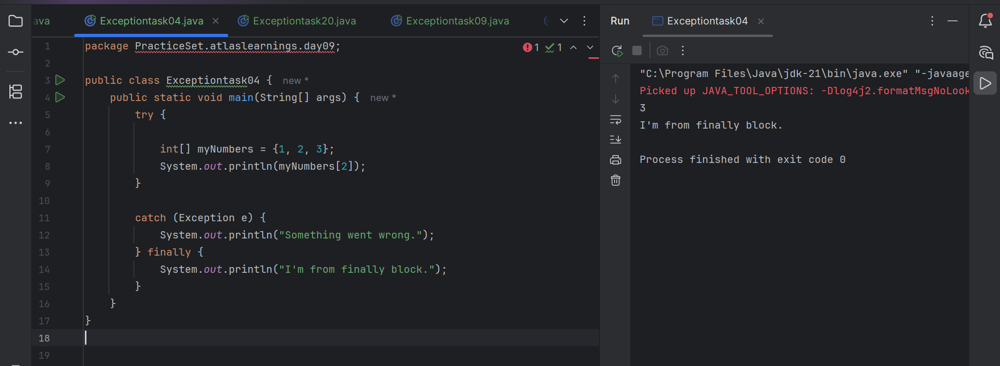 ava Exceptiontask04.java Exceptiontask20.java Exceptiontask09.java
1 package PracticeSet.atlaslearnings.day09; 1 1
2
3 public class Exceptiontask04 { new *
4 public static void main(String[] args) { new *
5 try {
6
7 int[] myNumbers = {1, 2, 3};
8 System.out.println(myNumbers[2]);
9 }
10
11 catch (Exception e) {
12 System.out.println("Something went wrong.");
13 } finally {
14 System.out.println("I'm from finally block.");
15 }
16 }
17 }
18
19
Run Exceptiontask04
"C:\Program Files\Java\jdk-21\bin\java.exe" "-javaage
Picked up JAVA_TOOL_OPTIONS: -Dlog4j2.formatMsgNoLook
3
I'm from finally block.
Process finished with exit code 0